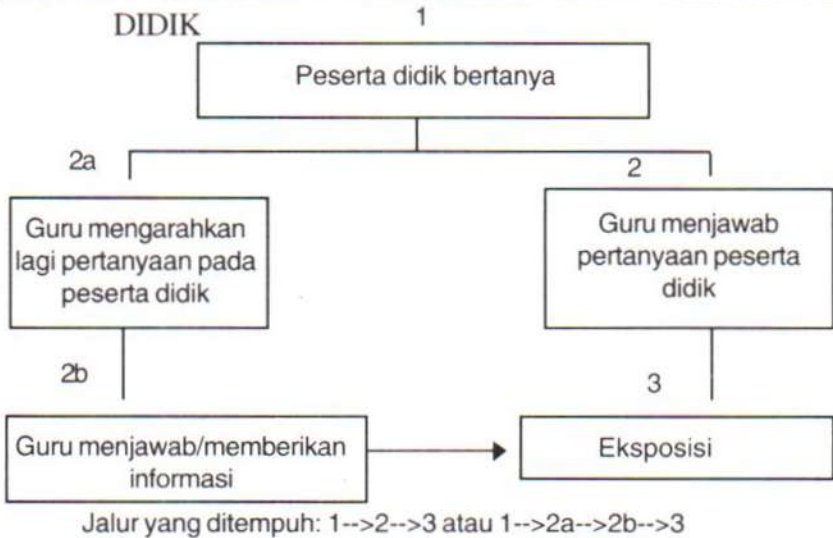 DIDIK
1
Peserta didik bertanya
2a
2
Guru mengarahkan
lagi pertanyaan pada
peserta didik
Guru menjawab
pertanyaan peserta
didik
2b
3
Guru menjawab/memberikan
informasi
Eksposisi
Jalur yang ditempuh: 1-->2-->3 atau 1-->2a-->2b-->3